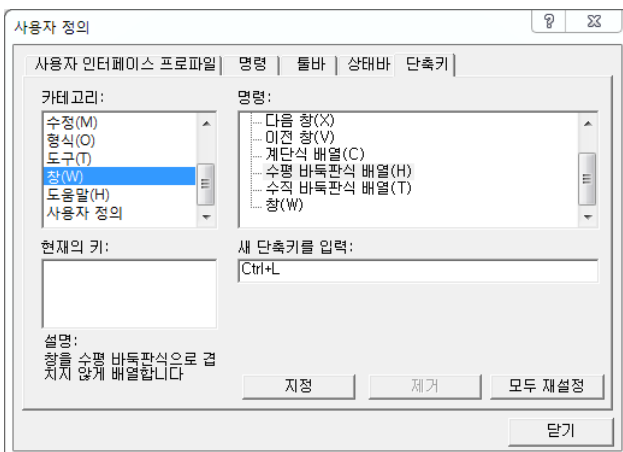 사용자 정의
사용자 인터페이스 프로파일 명령 툴바 상태바 단축키
카테고리: 명령:
수정(M)
형식(O)
도구(T)
창(W)
도움말(H)
사용자 정의
다음 창(X)
이전 창(V)
계단식 배열(C)
수평 바둑판식 배열(H)
수직 바둑판식 배열(T)
창(W)
현재의 키: 새 단축키를 입력:
Ctrl+L
설명:
창을 수평 바둑판식으로 겹
치지 않게 배열합니다
지정 제거 모두 재설정
닫기